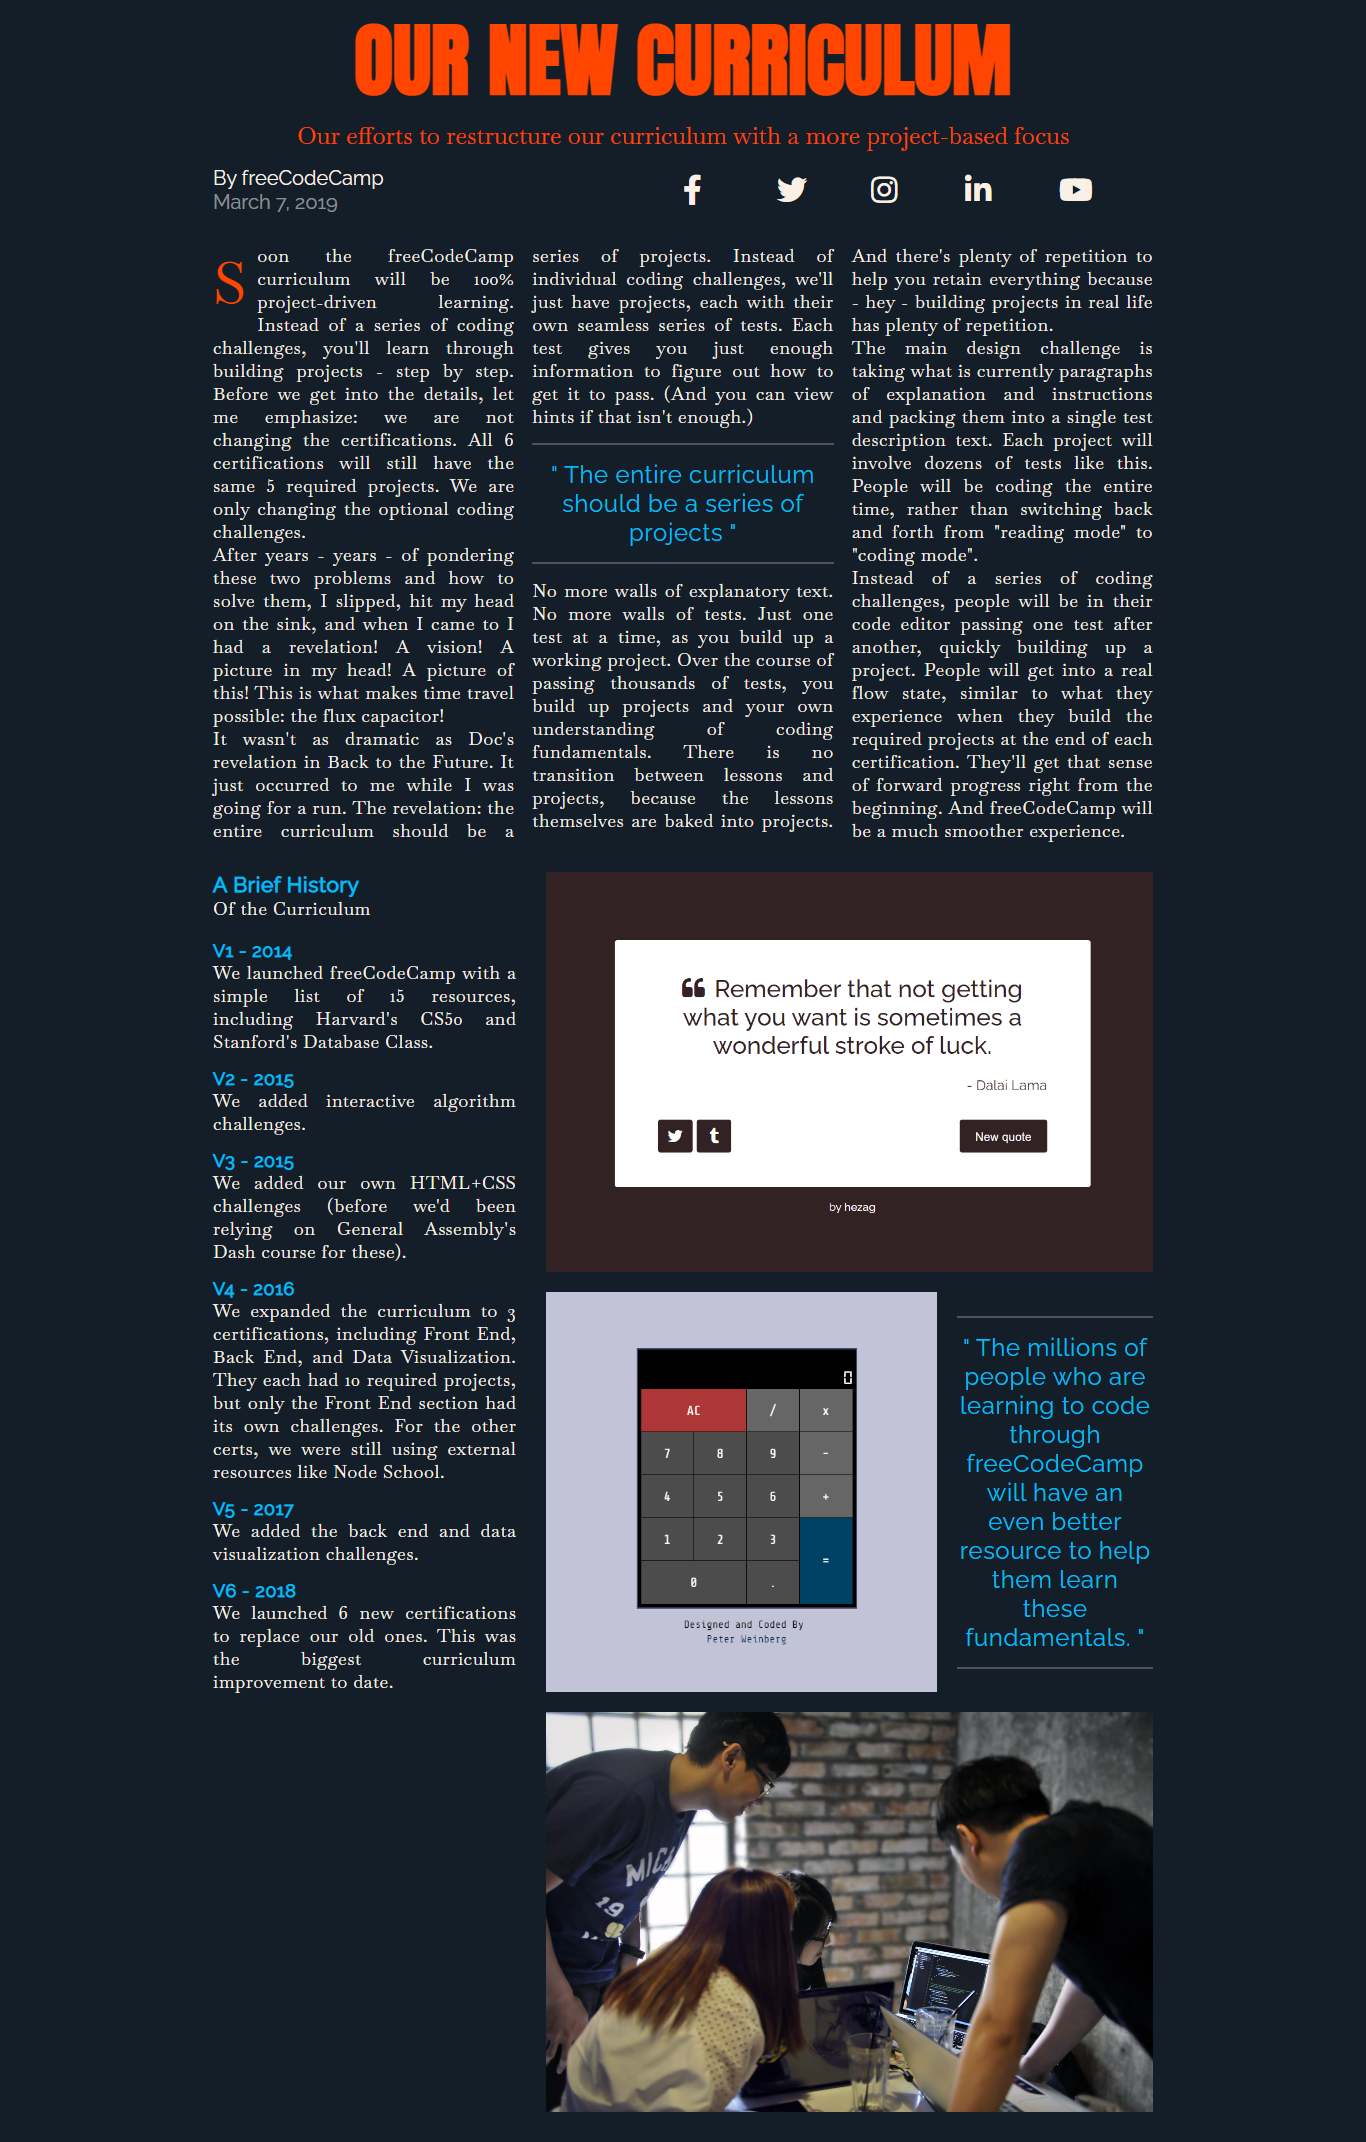 OUR NEW CURRICULUM
Our efforts to restructure our curriculum with a more project-based focus
By freeCodeCamp
March 7, 2019
Soon the freeCodeCamp
curriculum will be 100%
project-driven learning.
Instead of a series of coding
challenges, you'll learn through
building projects - step by step.
Before we get into the details, let
me emphasize: we are not
changing the certifications. All 6
certifications will still have the
same 5 required projects. We are
only changing the optional coding
challenges.
After years - years - of pondering
these two problems and how to
solve them, I slipped, hit my head
on the sink, and when I came to I
had a revelation! A vision! A
picture in my head! A picture of
this! This is what makes time travel
possible: the flux capacitor!
It wasn't as dramatic as Doc's
revelation in Back to the Future. It
just occurred to me while I was
going for a run. The revelation: the
entire curriculum should be a
series of projects. Instead of
individual coding challenges, we'll
just have projects, each with their
own seamless series of tests. Each
test gives you just enough
information to figure out how to
get it to pass. (And you can view
hints if that isn't enough.)
" The entire curriculum
should be a series of
projects "
No more walls of explanatory text.
No more walls of tests. Just one
test at a time, as you build up a
working project. Over the course of
passing thousands of tests, you
build up projects and your own
understanding of coding
fundamentals. There is no
transition between lessons and
projects, because the lessons
themselves are baked into projects.
And there's plenty of repetition to
help you retain everything because
- hey - building projects in real life
has plenty of repetition.
The main design challenge is
taking what is currently paragraphs
of explanation and instructions
and packing them into a single test
description text. Each project will
involve dozens of tests like this.
People will be coding the entire
time, rather than switching back
and forth from "reading mode" to
"coding mode".
Instead of a series of coding
challenges, people will be in their
code editor passing one test after
another, quickly building up a
project. People will get into a real
flow state, similar to what they
experience when they build the
required projects at the end of each
certification. They'll get that sense
of forward progress right from the
beginning. And freeCodeCamp will
be a much smoother experience.
A Brief History
Of the Curriculum
V1 - 2014
We launched freeCodeCamp with a
simple list of 15 resources,
including Harvard's CS50 and
Stanford's Database Class.
V2 - 2015
We added interactive algorithm
challenges.
V3 - 2015
We added our own HTML+CSS
challenges (before we'd been
relying on General Assembly's
Dash course for these).
V4 - 2016
We expanded the curriculum to 3
certifications, including Front End,
Back End, and Data Visualization.
They each had 10 required projects,
but only the Front End section had
its own challenges. For the other
certs, we were still using external
resources like Node School.
V5 - 2017
We added the back end and data
visualization challenges.
V6 - 2018
We launched 6 new certifications
to replace our old ones. This was
the biggest curriculum
improvement to date.
“ Remember that not getting
what you want is sometimes a
wonderful stroke of luck.
- Dalai Lama
New quote
by hezag
0
AC / x
7 8 9 -
4 5 6 +
1 2 3 =
0 .
Designed and Coded By
Peter Weinberg
" The millions of
people who are
learning to code
through
freeCodeCamp
will have an
even better
resource to help
them learn
these
fundamentals. "
MICH
19